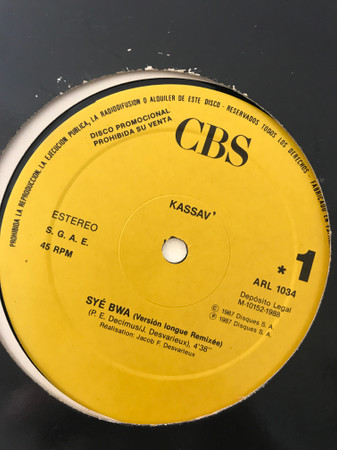 PROHIBIDA LA REPRODUCCION, LA EJECUCION PUBLICA, LA RADIODIFUSION O ALQUILER DE ESTE DISCO - RESERVADOS TODOS LOS DERECHOS - FABRICADO EN
DISCO PROMOCIONAL
PROHIBIDA SU VENTA
CBS
KASSAV'
ESTEREO
S. G. A. E.
45 RPM
* 1
ARL 1034
Depósito Legal
M-10152-1988
© 1987 Disques S. A.
℗ 1987 Disques S. A.
SYÉ BWA (Versión longue Remixée)
(P. E. Decimus/J. Desvarieux), 4'38"
Réalisation: Jacob F. Desvarieux